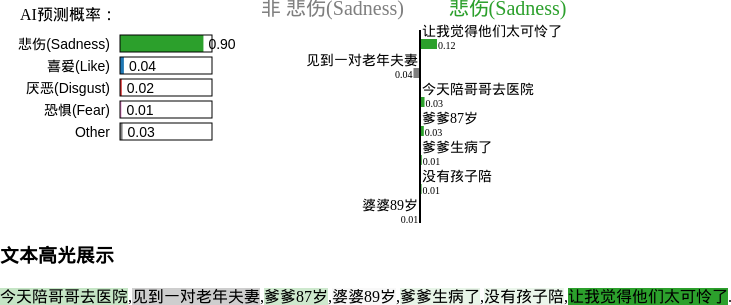 AI预测概率：
悲伤(Sadness) 0.90
喜爱(Like) 0.04
厌恶(Disgust) 0.02
恐惧(Fear) 0.01
Other 0.03
非 悲伤(Sadness) 悲伤(Sadness)
让我觉得他们太可怜了
0.12
见到一对老年夫妻
0.04
今天陪哥哥去医院
0.03
爹爹87岁
0.03
爹爹生病了
0.01
没有孩子陪
0.01
婆婆89岁
0.01
文本高光展示
今天陪哥哥去医院,见到一对老年夫妻,爹爹87岁,婆婆89岁,爹爹生病了,没有孩子陪,让我觉得他们太可怜了.